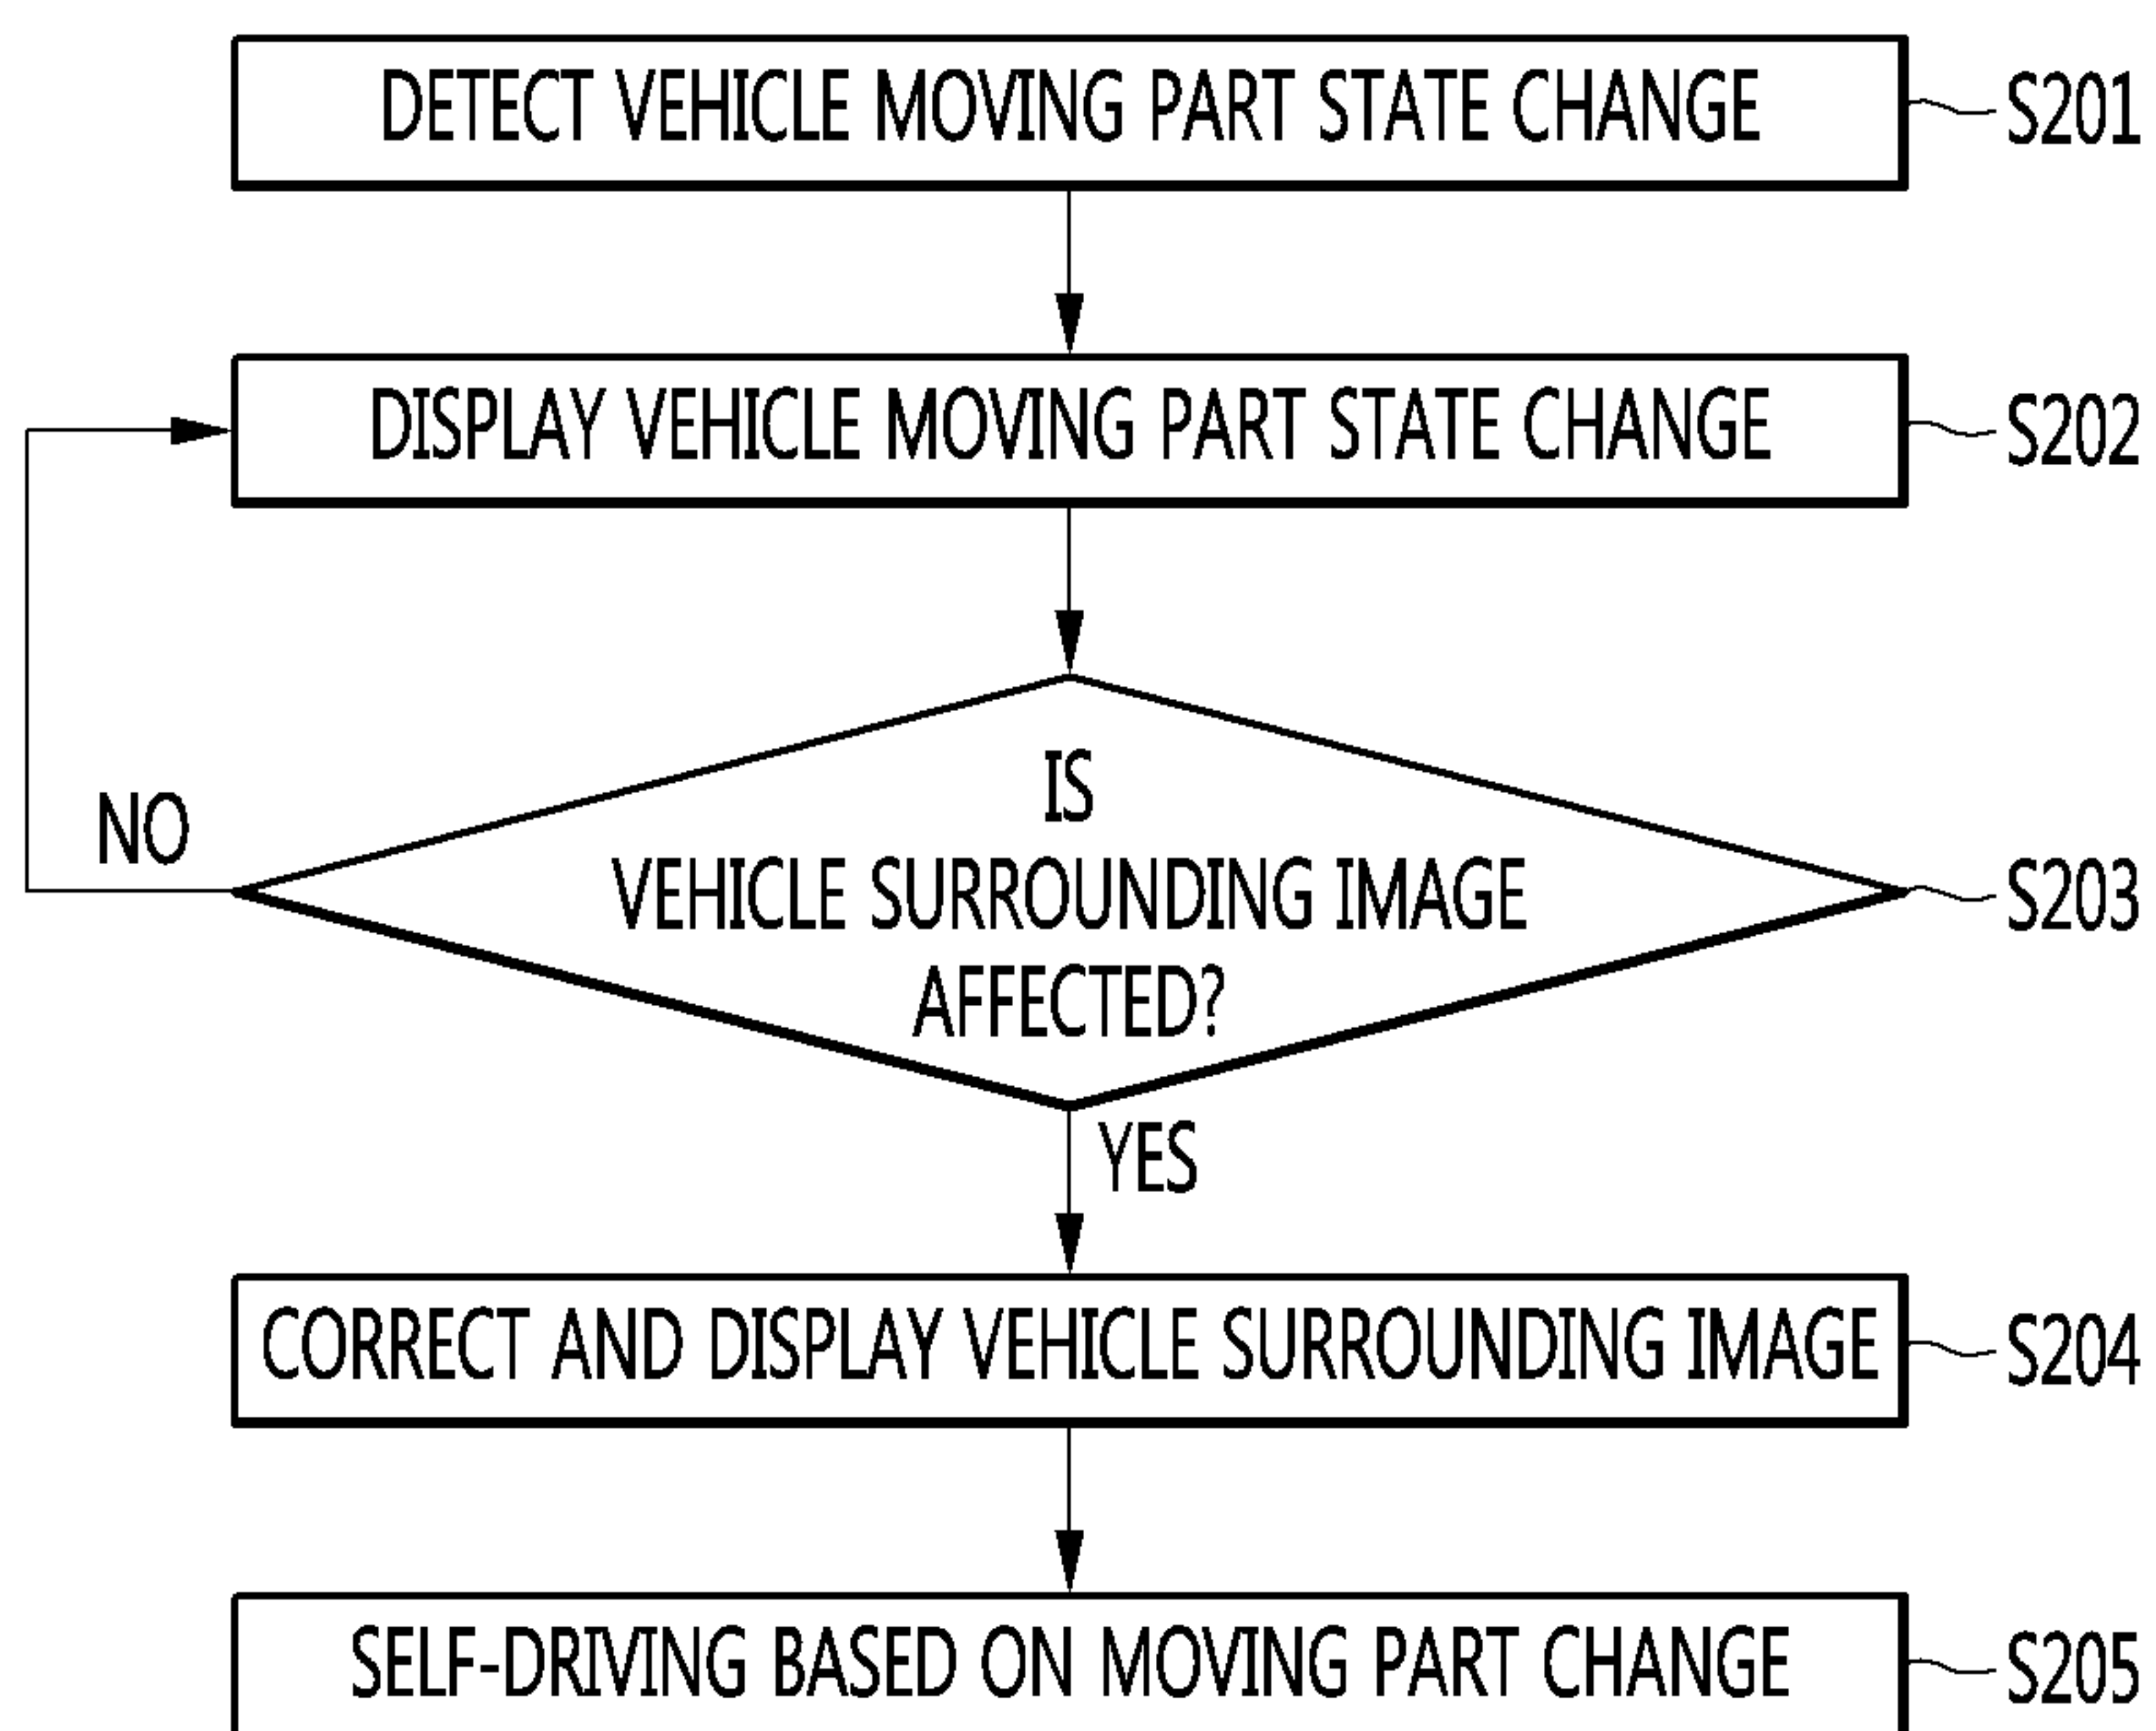 DETECT VEHICLE MOVING PART STATE CHANGE
S201
DISPLAY VEHICLE MOVING PART STATE CHANGE
S202
IS
VEHICLE SURROUNDING IMAGE
AFFECTED?
S203
NO
YES
CORRECT AND DISPLAY VEHICLE SURROUNDING IMAGE
S204
SELF-DRIVING BASED ON MOVING PART CHANGE
S205